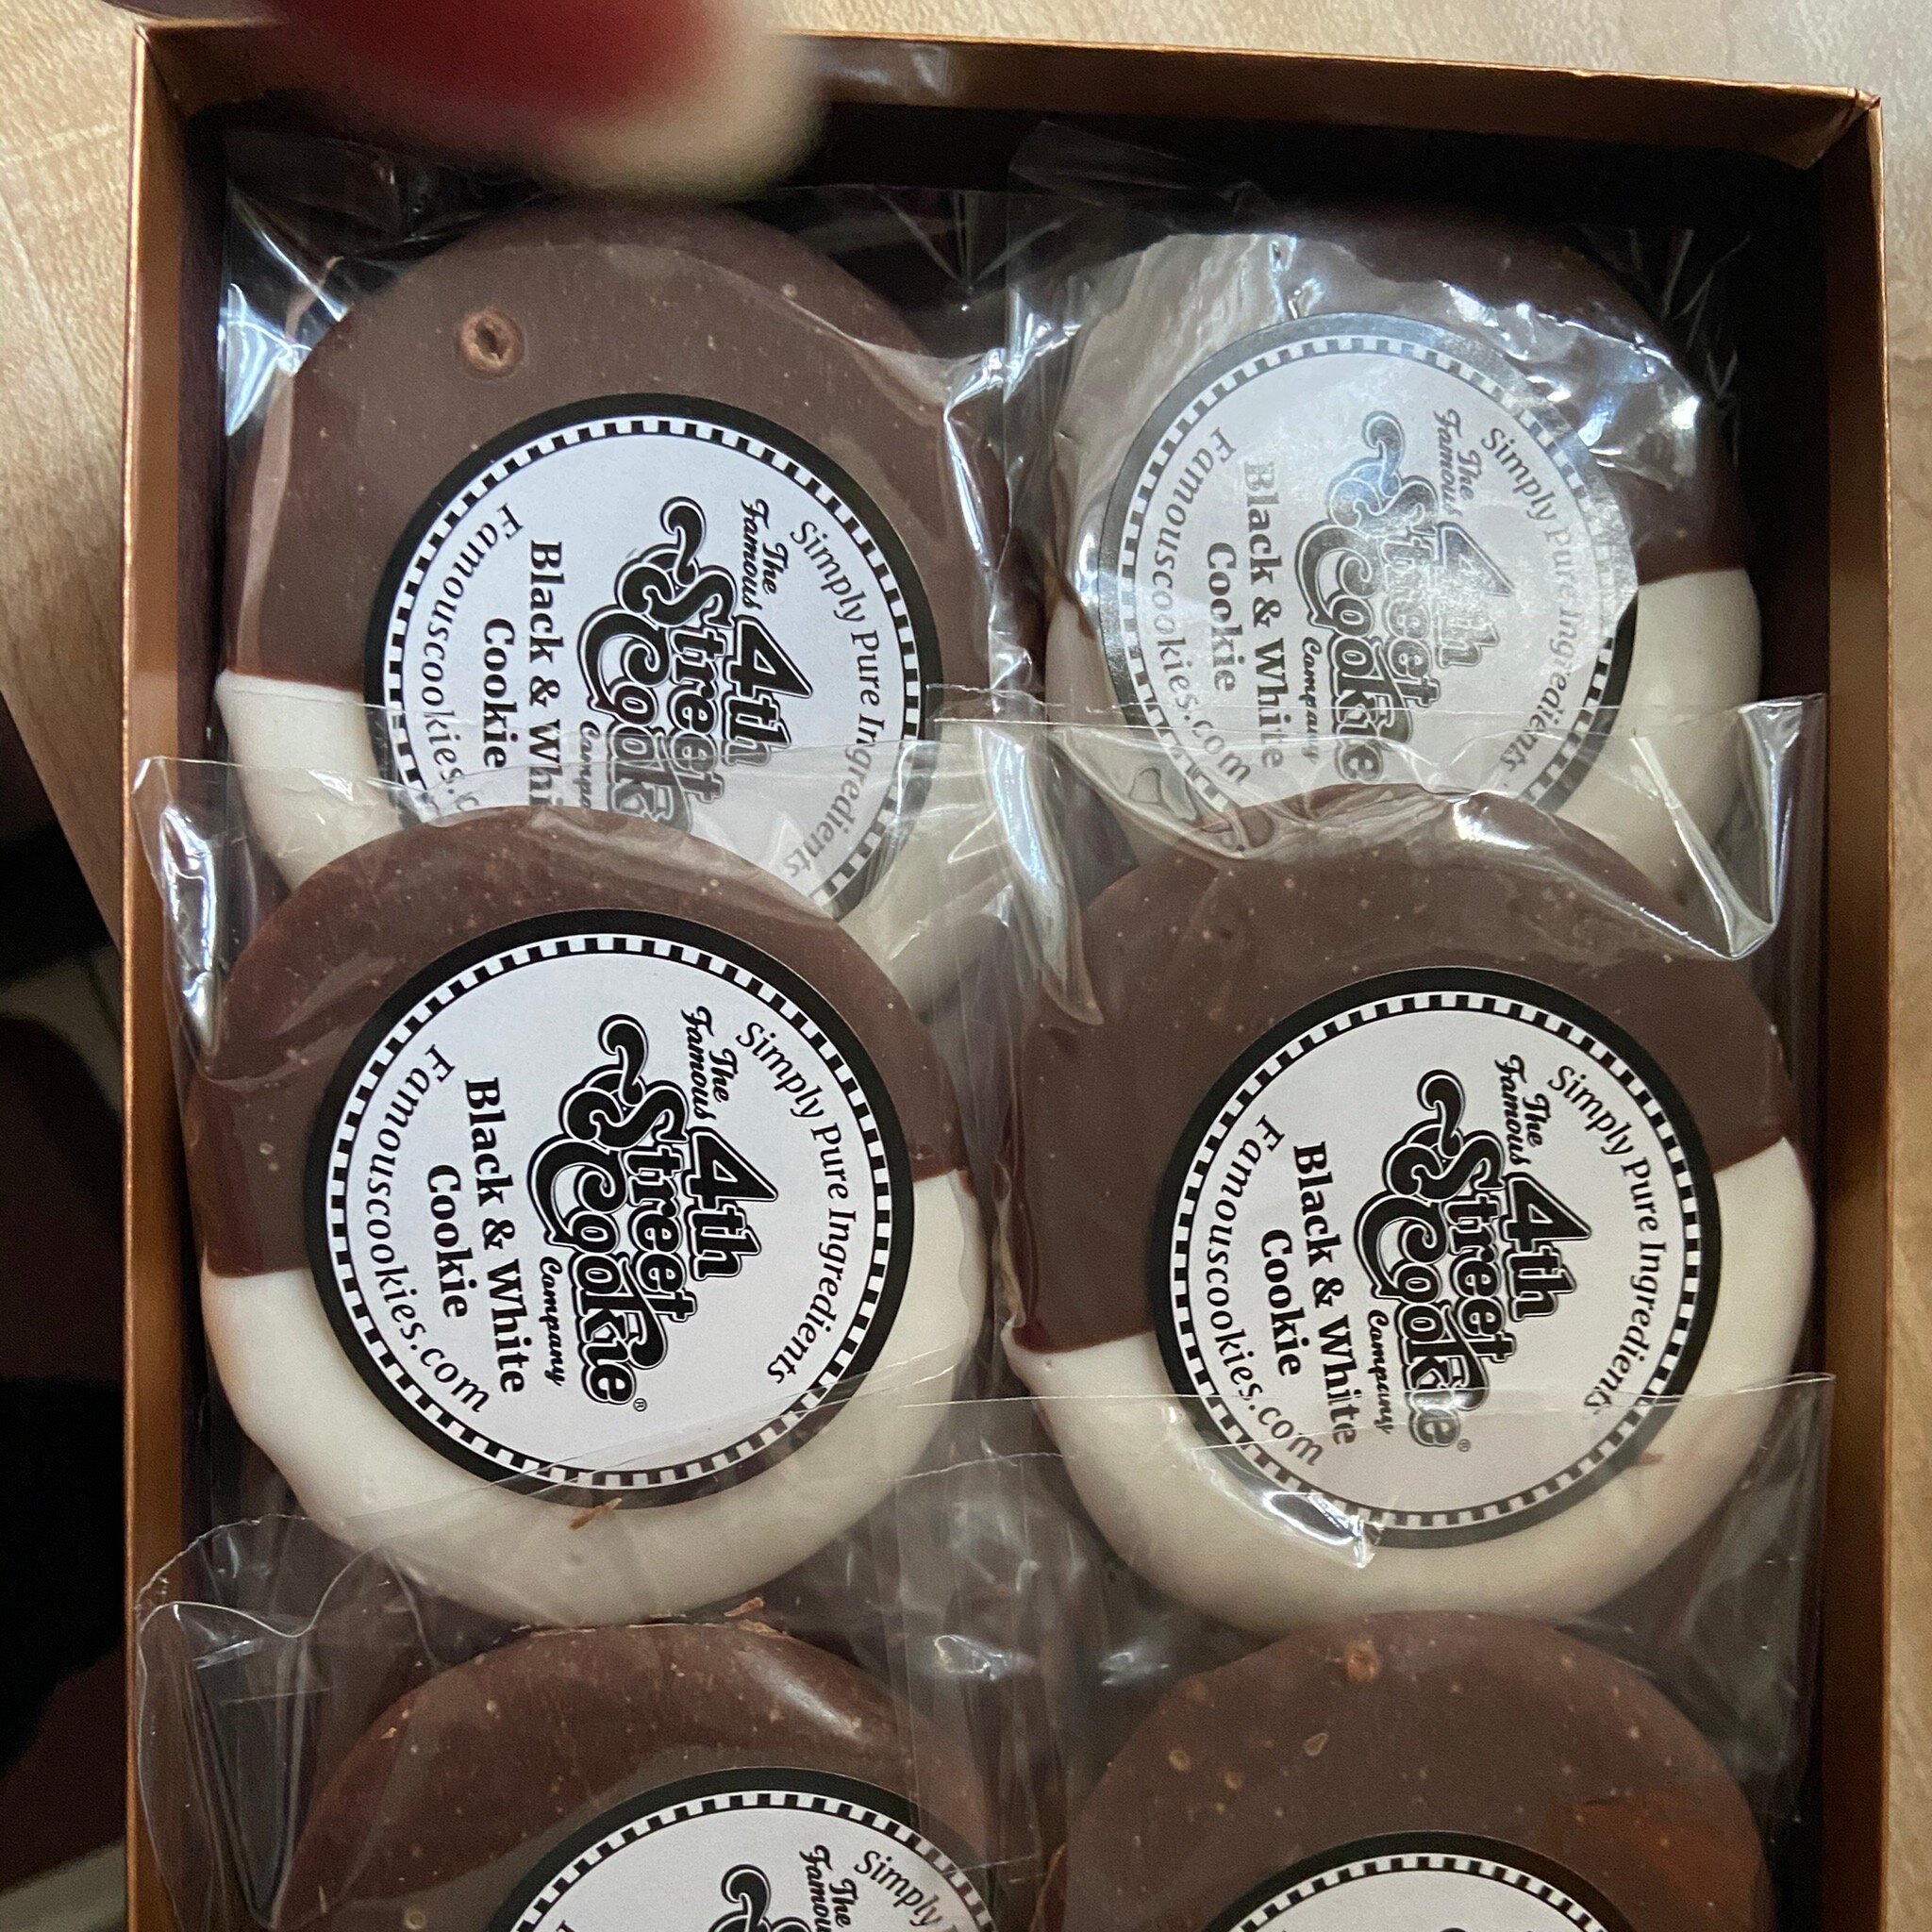 Simply Pure Ingredients
The
Famous
4th
Street
Cookie
Company
Black & White
Cookie
Famouscookies.com
Simply Pure Ingredients
The
Famous
4th
Street
Cookie
Company
Black & White
Cookie
Famouscookies.com
Simply Pure Ingredients
The
Famous
4th
Street
Cookie®
Company
Black & White
Cookie
Famouscookies.com
Simply Pure Ingredients
The
Famous
4th
Street
Cookie®
Company
Black & White
Cookie
Famouscookies.com
Simply
The